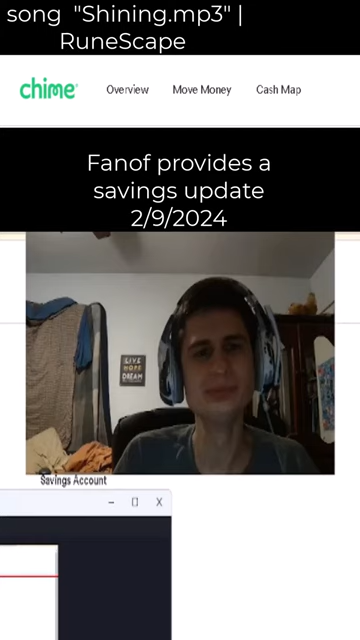 song "Shining.mp3" |
RuneScape
chime
Overview Move Money Cash Map
Fanof provides a
savings update
2/9/2024
LIVE
HOPE
DREAM
Savings Account